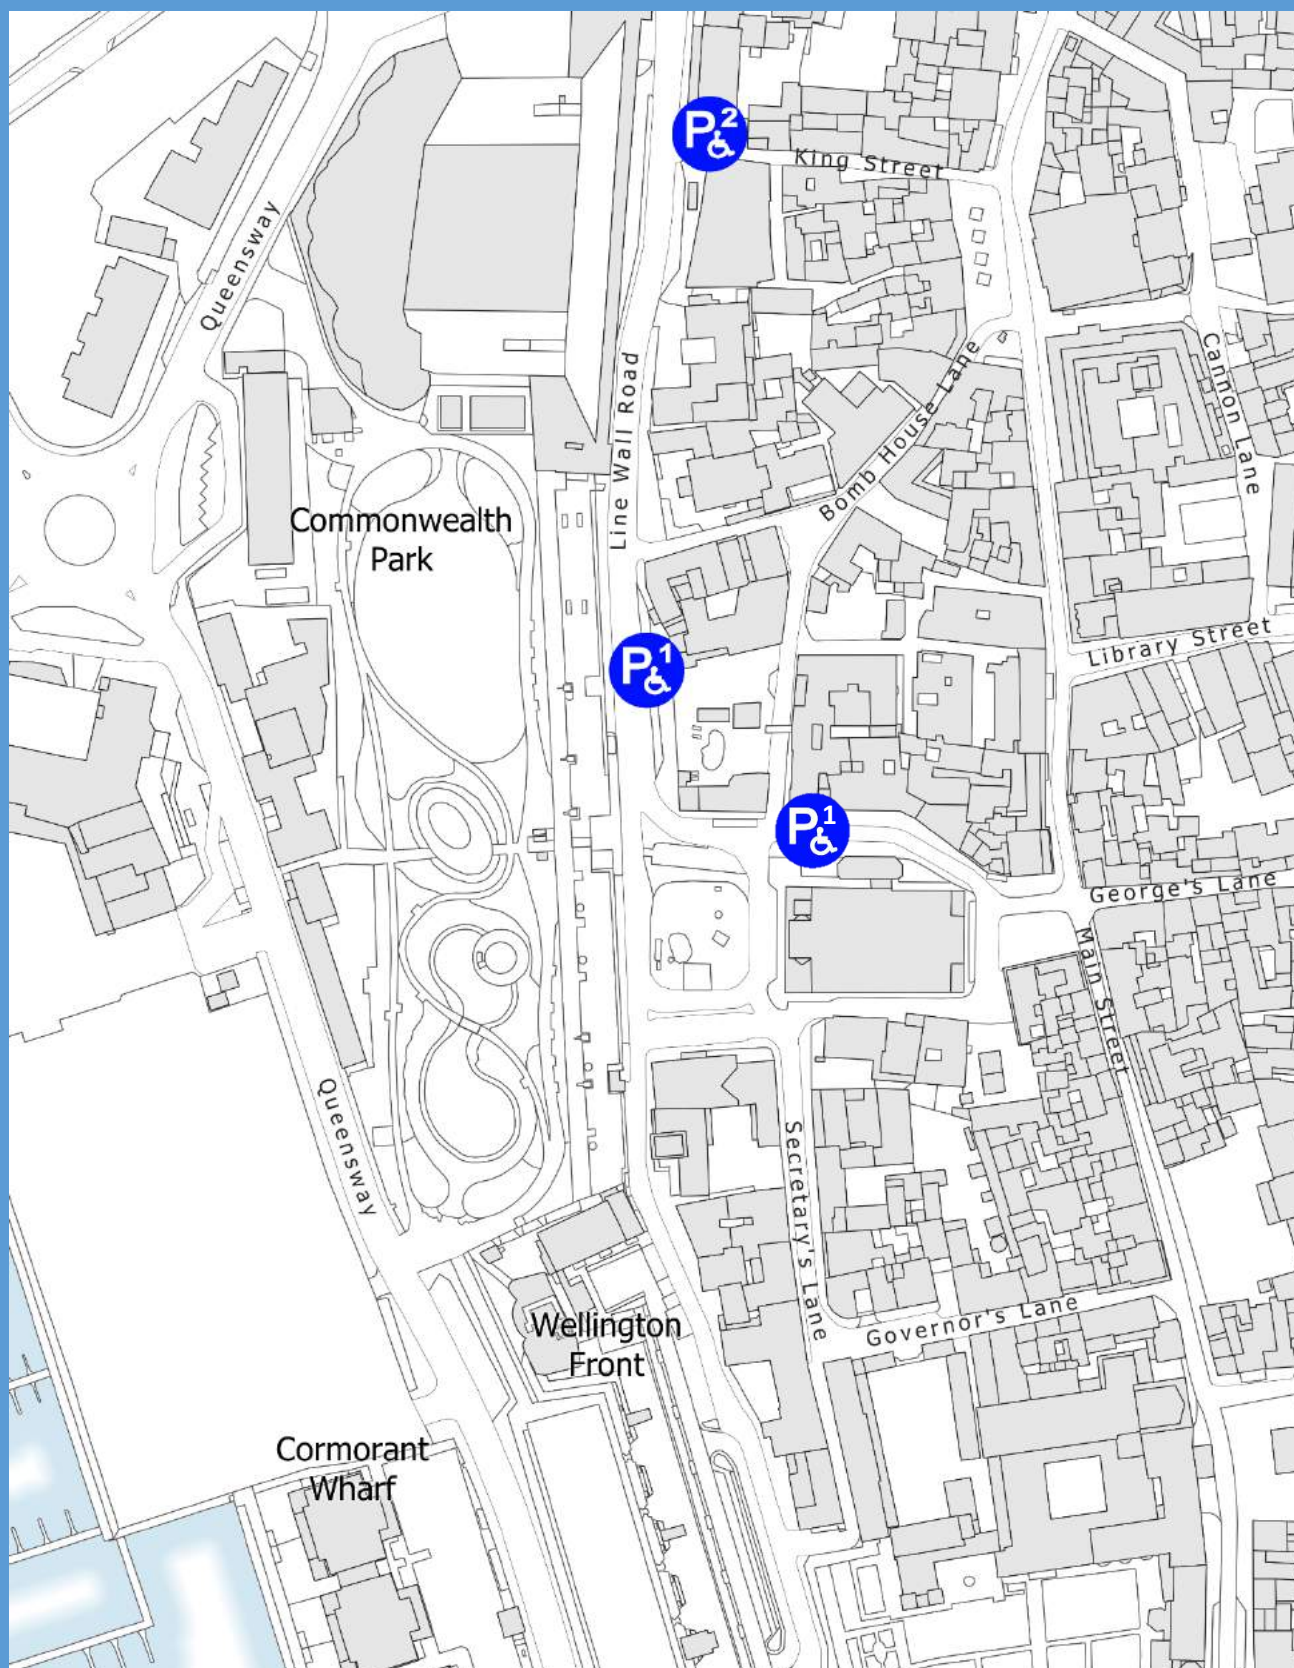 P2
King Street
Queensway
Cannon Lane
Line Wall Road
Bomb House Lane
Commonwealth
Park
Library Street
P1
P1
George's Lane
Main Street
Queensway
Secretary's Lane
Governor's Lane
Wellington
Front
Cormorant
Wharf